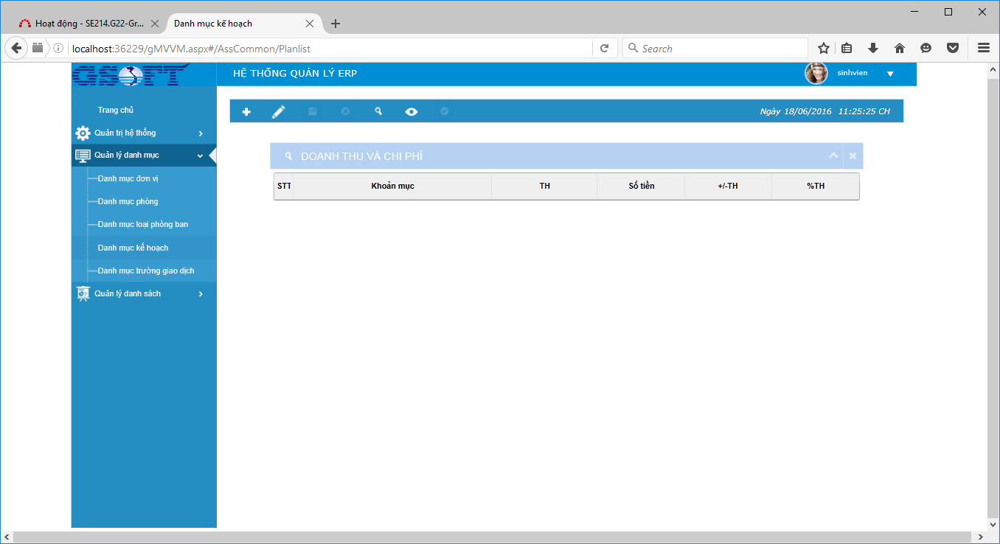 Hoạt động - SE214.G22-Gr...
Danh mục kế hoạch
localhost:36229/gMVVM.aspx#/AssCommon/Planlist
Search
GSOFT
HỆ THỐNG QUẢN LÝ ERP
sinhvien
Trang chủ
Quản trị hệ thống
Quản lý danh mục
Danh mục đơn vị
Danh mục phòng
Danh mục loại phòng ban
Danh mục kế hoạch
Danh mục trường giao dịch
Quản lý danh sách
Ngày 18/06/2016 11:25:25 CH
DOANH THU VÀ CHI PHÍ
STT Khoản mục TH Số tiền +/-TH %TH